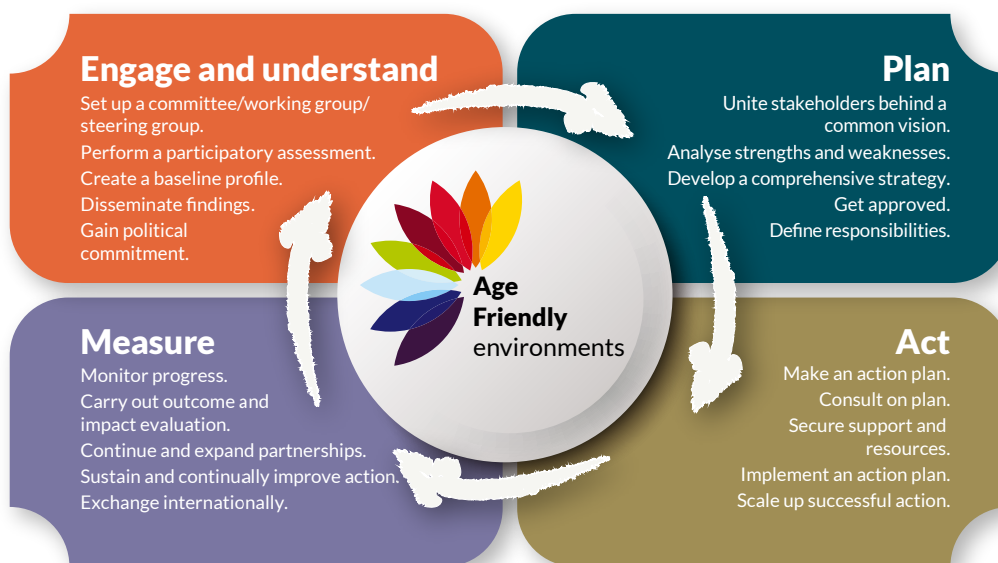 Engage and understand
Set up a committee/working group/
steering group.
Perform a participatory assessment.
Create a baseline profile.
Disseminate findings.
Gain political
commitment.
Plan
Unite stakeholders behind a
common vision.
Analyse strengths and weaknesses.
Develop a comprehensive strategy.
Get approved.
Define responsibilities.
Age
Friendly
environments
Measure
Monitor progress.
Carry out outcome and
impact evaluation.
Continue and expand partnerships.
Sustain and continually improve action.
Exchange internationally.
Act
Make an action plan.
Consult on plan.
Secure support and
resources.
Implement an action plan.
Scale up successful action.